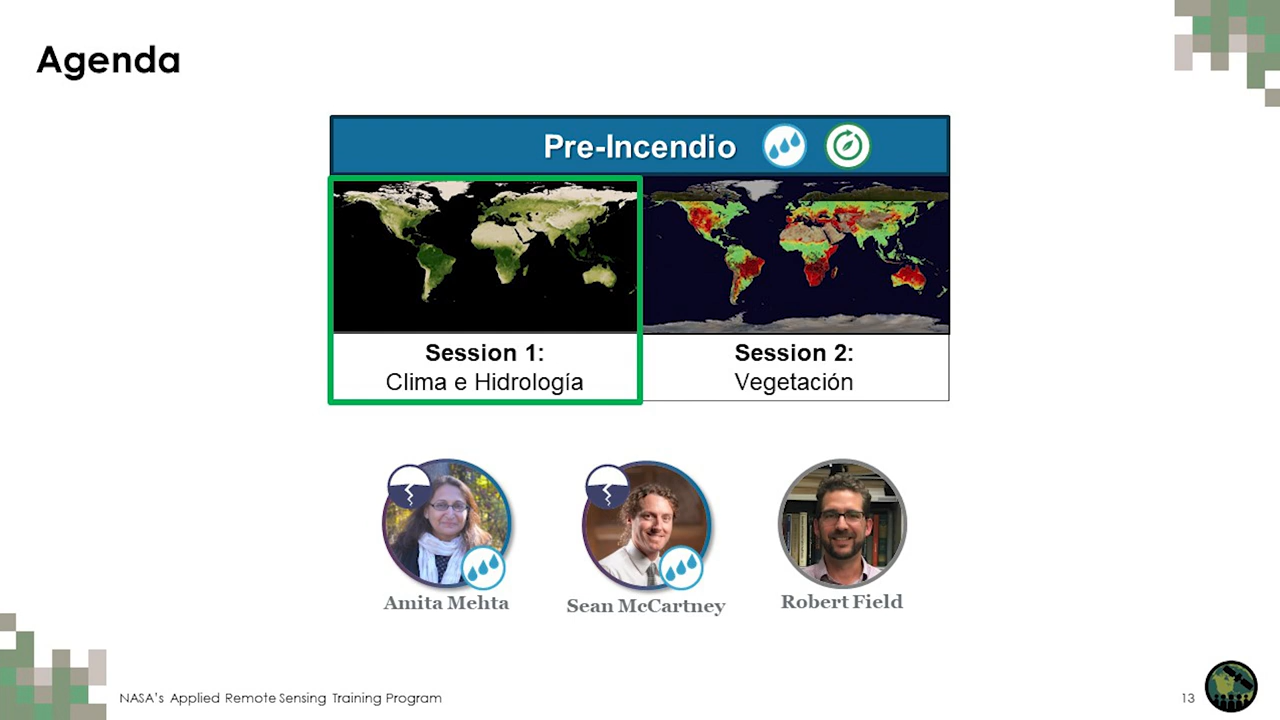 Agenda
Pre-Incendio
Session 1:
Clima e Hidrología
Session 2:
Vegetación
Amita Mehta
Sean McCartney
Robert Field
NASA's Applied Remote Sensing Training Program
13